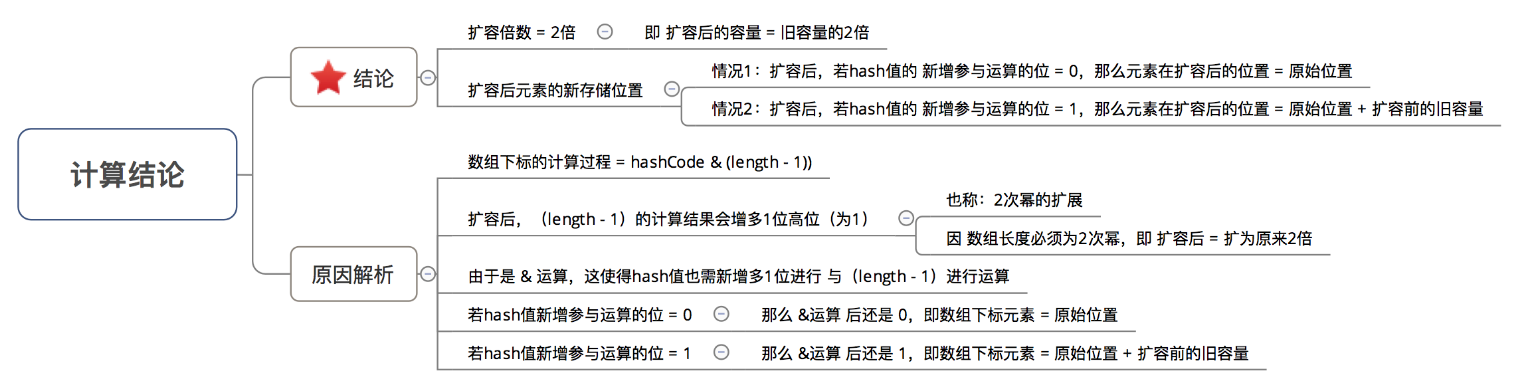 计算结论
结论
扩容倍数 = 2倍
即 扩容后的容量 = 旧容量的2倍
扩容后元素的新存储位置
情况1：扩容后，若hash值的 新增参与运算的位 = 0，那么元素在扩容后的位置 = 原始位置
情况2：扩容后，若hash值的 新增参与运算的位 = 1，那么元素在扩容后的位置 = 原始位置 + 扩容前的旧容量
原因解析
数组下标的计算过程 = hashCode & (length - 1))
扩容后，（length - 1）的计算结果会增多1位高位（为1）
也称：2次幂的扩展
因 数组长度必须为2次幂，即 扩容后 = 扩为原来2倍
由于是 & 运算，这使得hash值也需新增多1位进行 与（length - 1）进行运算
若hash值新增参与运算的位 = 0
那么 &运算 后还是 0，即数组下标元素 = 原始位置
若hash值新增参与运算的位 = 1
那么 &运算 后还是 1，即数组下标元素 = 原始位置 + 扩容前的旧容量